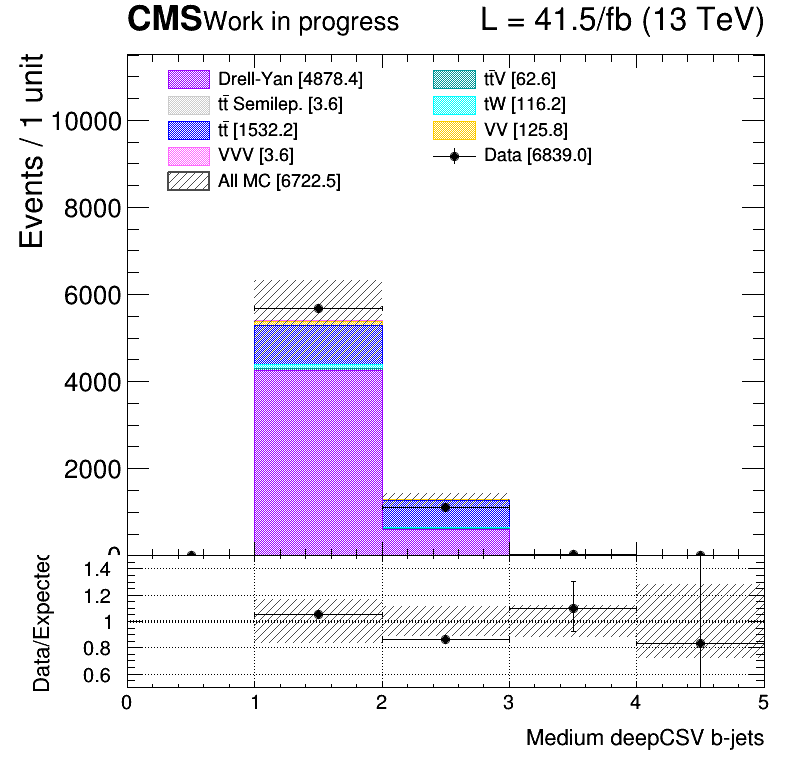 CMS Work in progress L = 41.5/fb (13 TeV)
Events / 1 unit
Drell-Yan [4878.4]
tt̄ Semilep. [3.6]
tt̄ [1532.2]
VVV [3.6]
All MC [6722.5]
tt̄V [62.6]
tW [116.2]
VV [125.8]
Data [6839.0]
10000
8000
6000
4000
2000
0
Data/Expected
1.4
1.2
1
0.8
0.6
0 1 2 3 4 5
Medium deepCSV b-jets